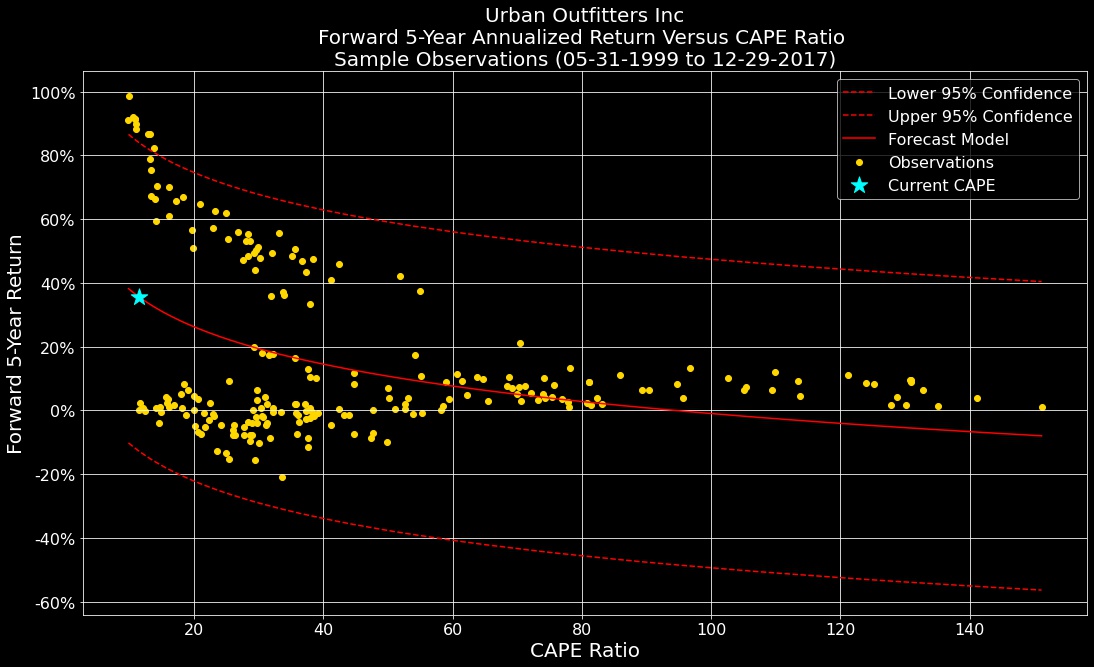 Urban Outfitters Inc
Forward 5-Year Annualized Return Versus CAPE Ratio
Sample Observations (05-31-1999 to 12-29-2017)
Lower 95% Confidence
Upper 95% Confidence
Forecast Model
Observations
Current CAPE
Forward 5-Year Return
100%
80%
60%
40%
20%
0%
-20%
-40%
-60%
20 40 60 80 100 120 140
CAPE Ratio